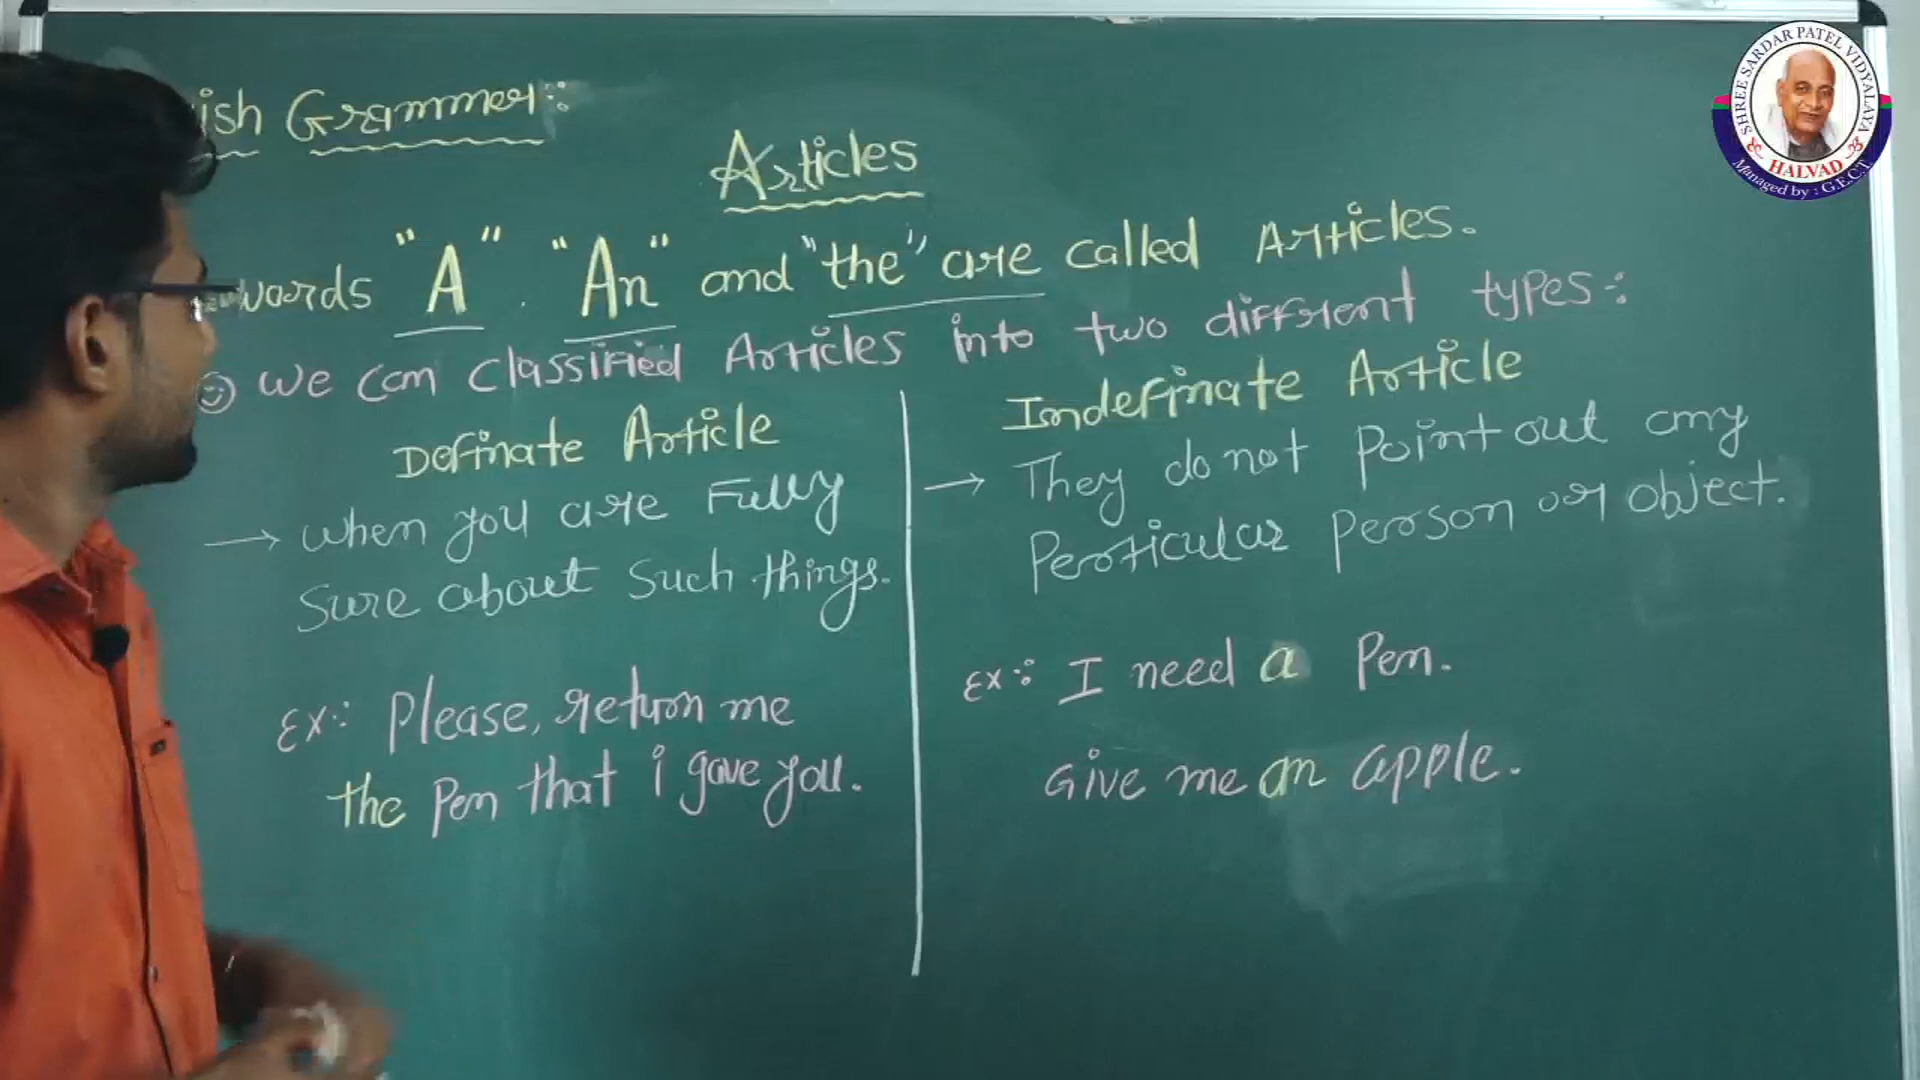 ish Grammer:
Articles
words "A". "An" and "the" are called Articles.
We can classified Articles into two different types:
Definate Article
→ when you are Fully
sure about such things.
Ex: Please, return me
the Pen that i gave you.
Indefinate Article
→ They do not Point out any
Perticular Person or object.
Ex: I need a Pen.
Give me an apple.
SHREE SARDAR PATEL VIDYALAYA
HALVAD
Managed by : G.E.C.T.